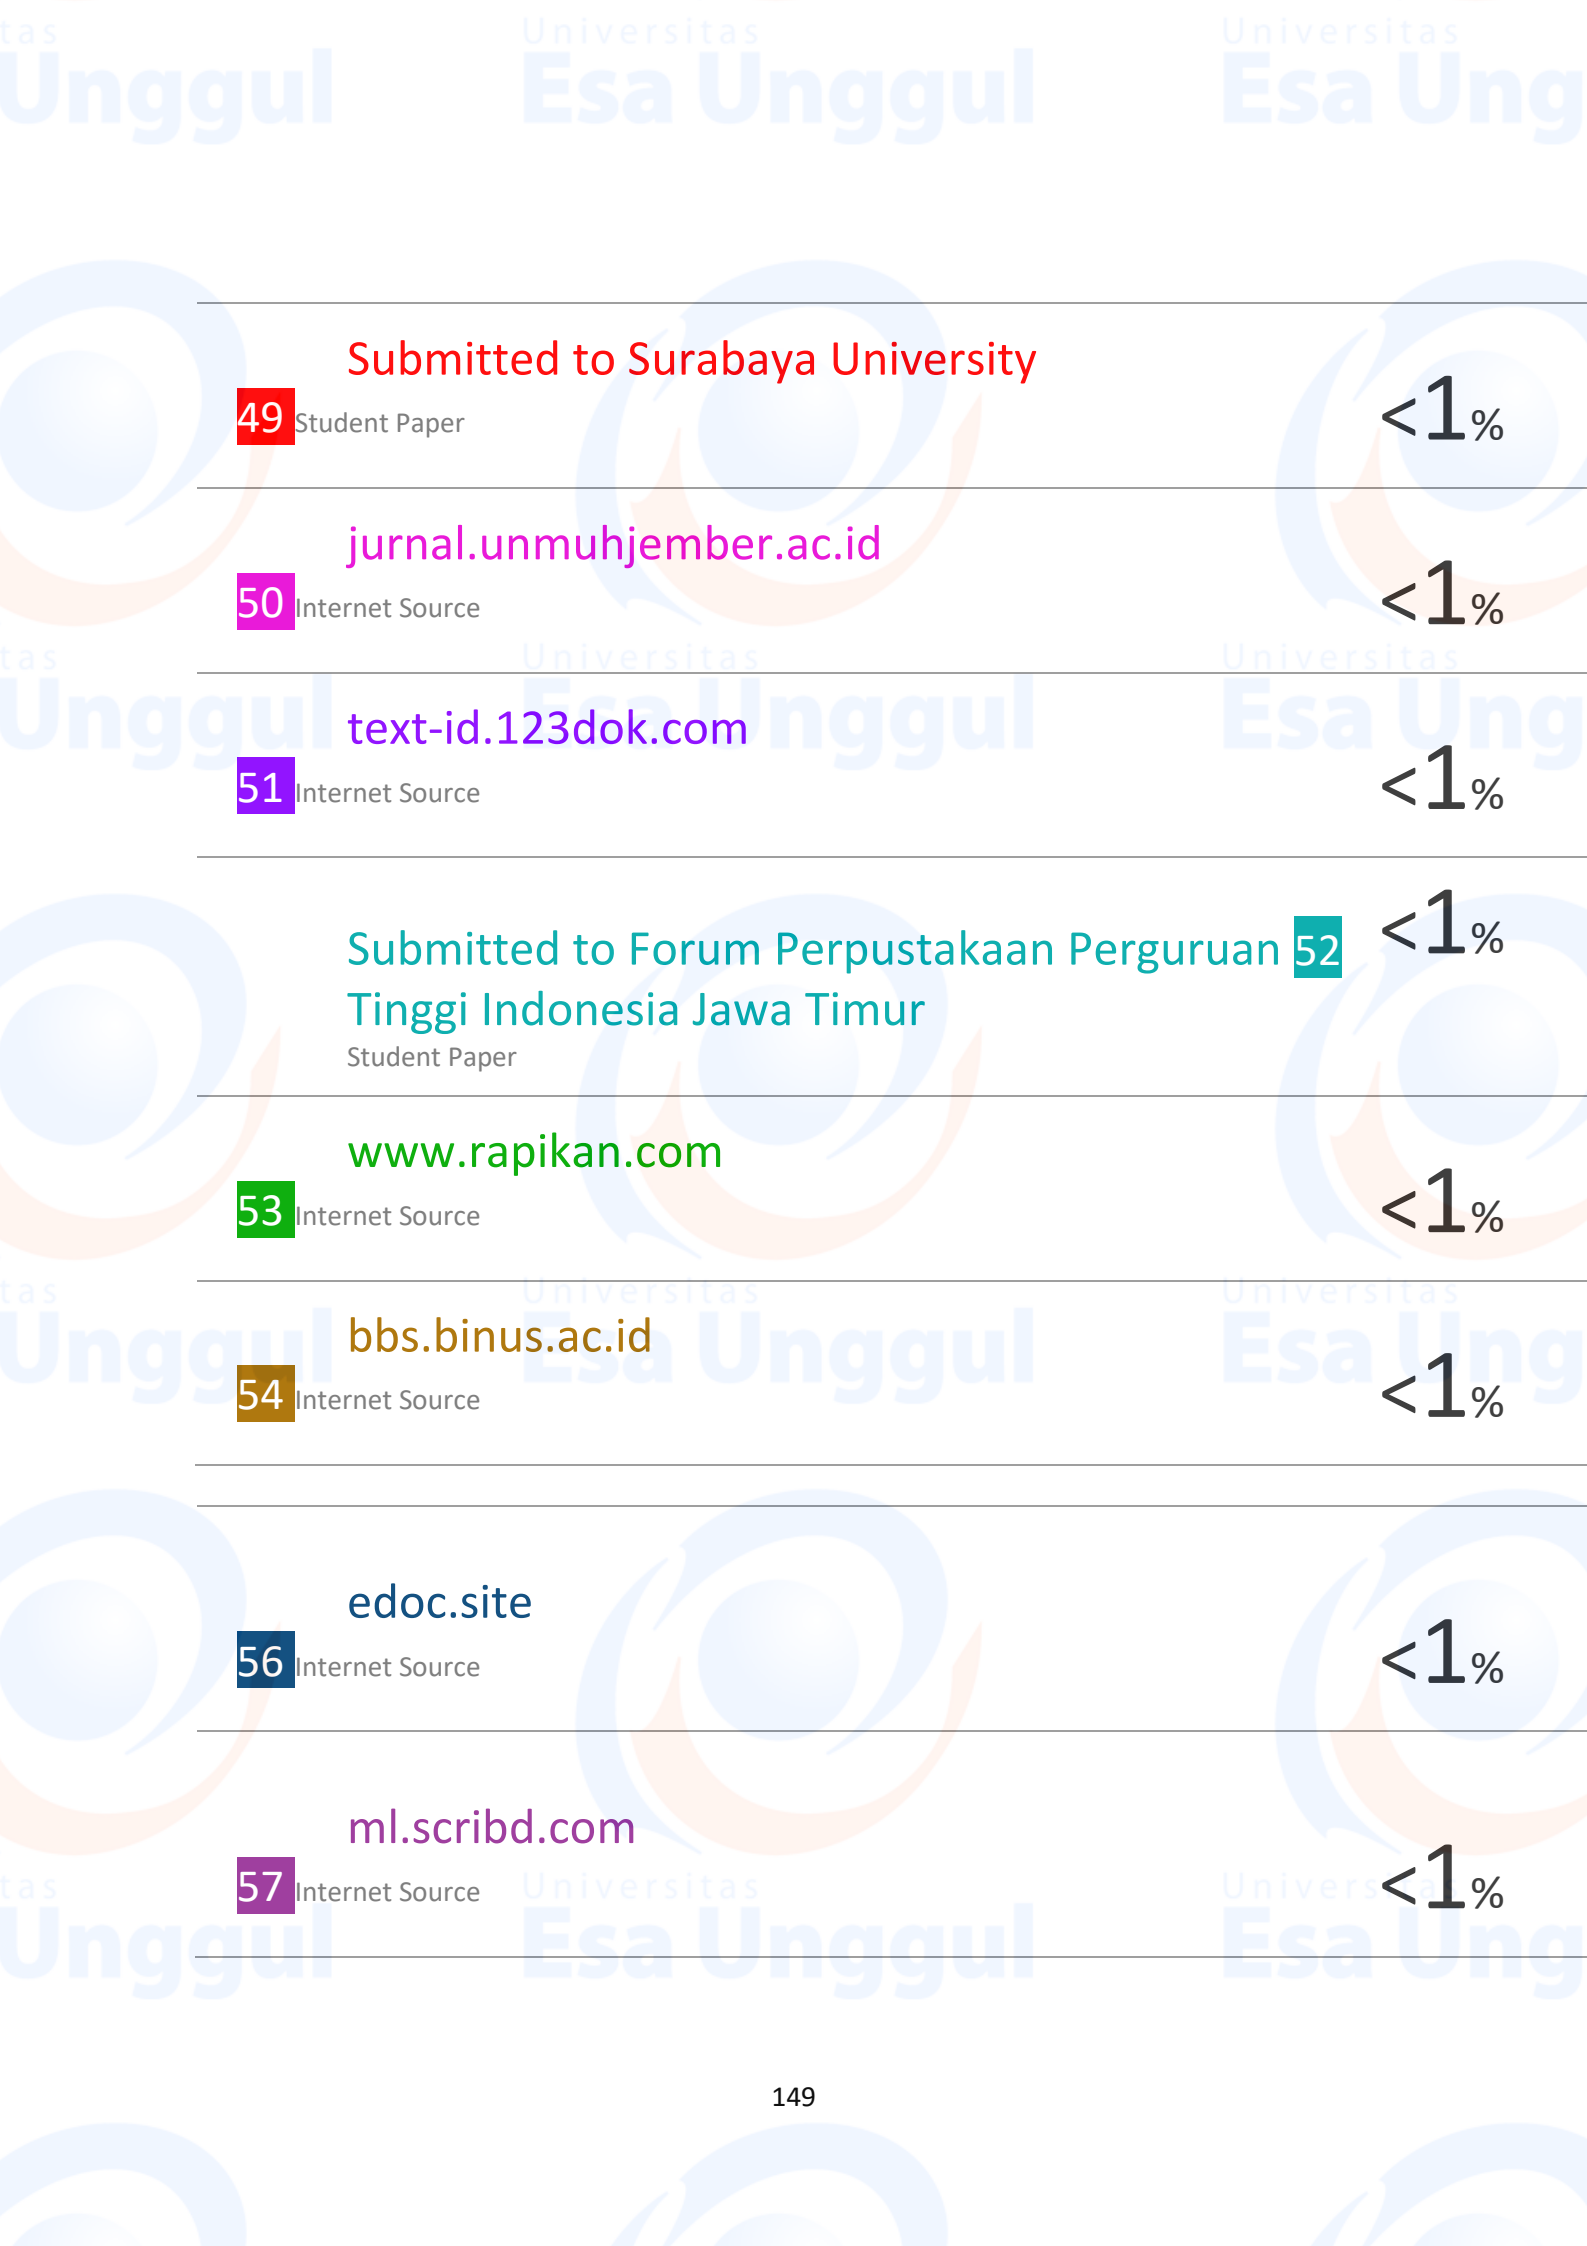 Universitas
Esa Unggul
Submitted to Surabaya University
49 Student Paper
<1%
jurnal.unmuhjember.ac.id
50 Internet Source
<1%
text-id.123dok.com
51 Internet Source
<1%
Submitted to Forum Perpustakaan Perguruan 52
<1%
Tinggi Indonesia Jawa Timur
Student Paper
www.rapikan.com
53 Internet Source
<1%
bbs.binus.ac.id
54 Internet Source
<1%
edoc.site
56 Internet Source
<1%
ml.scribd.com
57 Internet Source
<1%
149